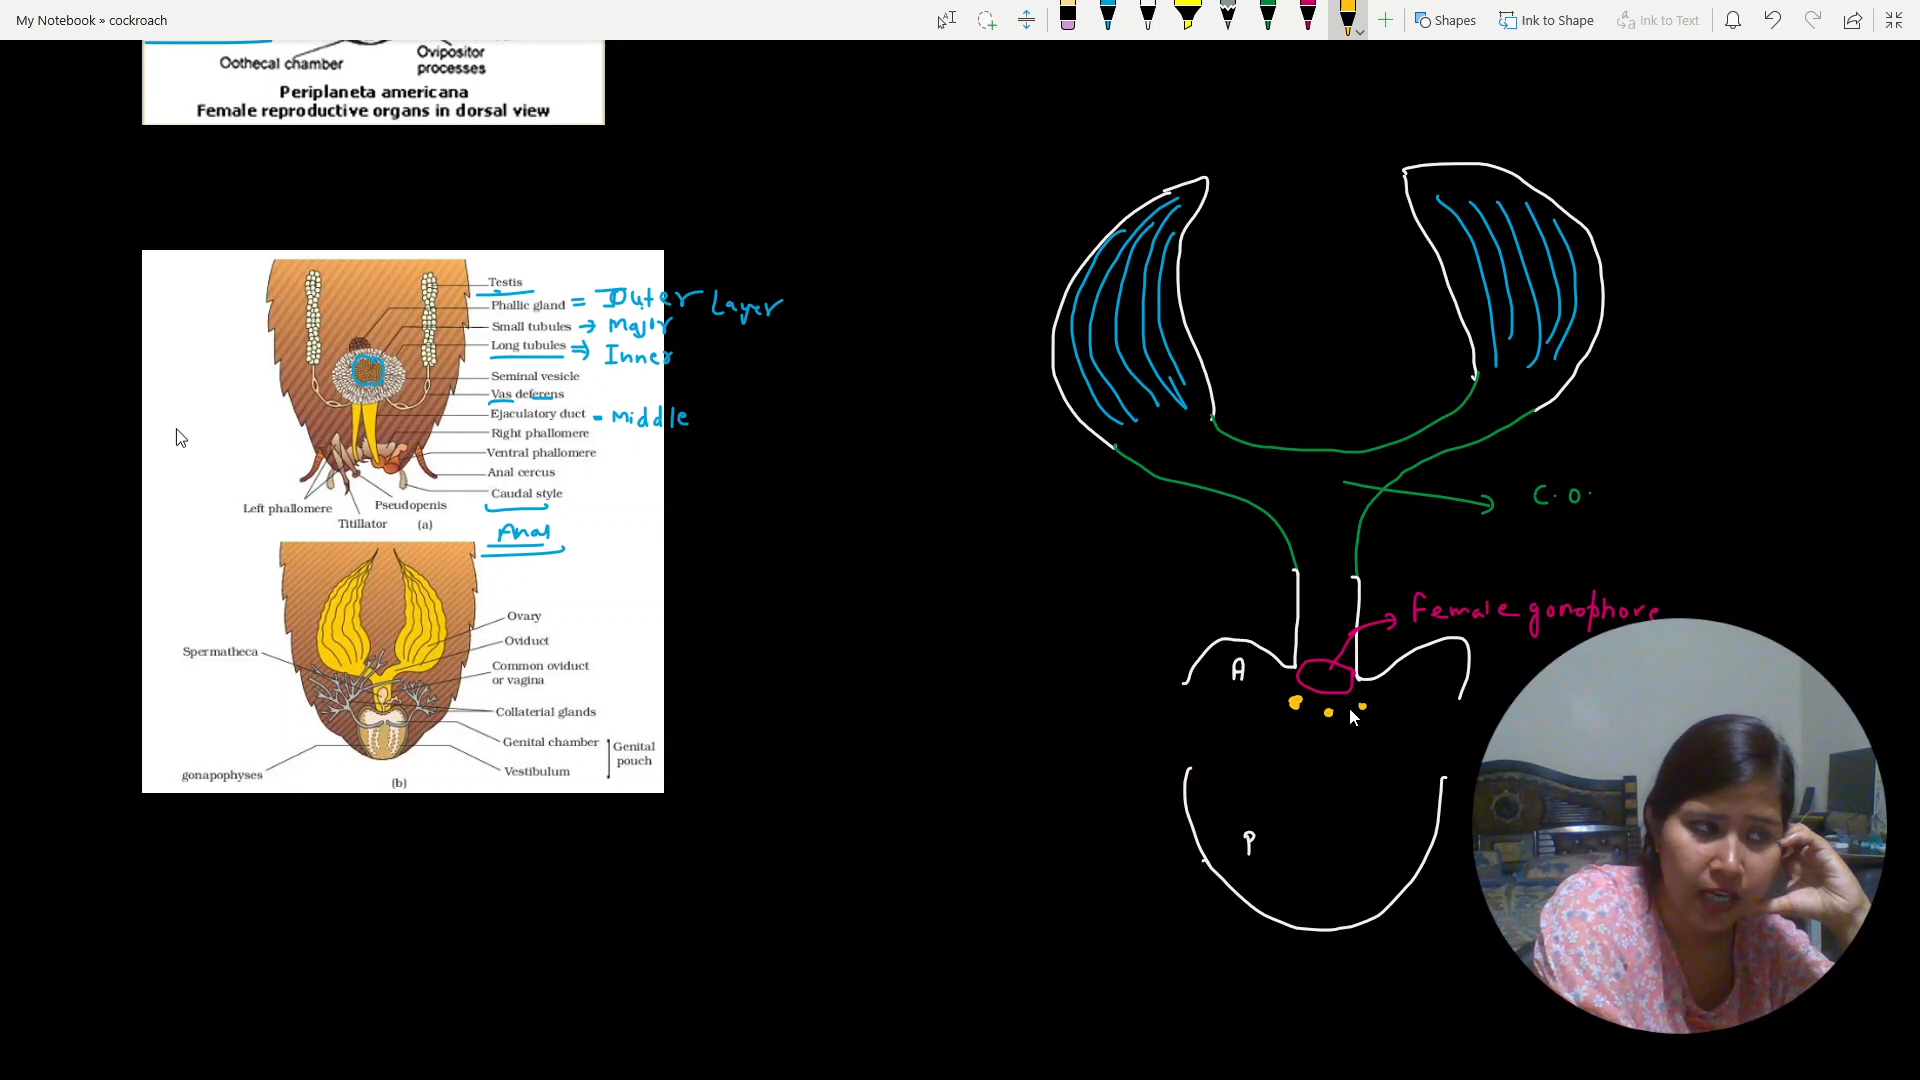 My Notebook » cockroach
Shapes
Ink to Shape
Ink to Text
Oothecal chamber
Ovipositor
processes
Periplaneta americana
Female reproductive organs in dorsal view
Testis
Phallic gland = Outer Layer
Small tubules → Major
Long tubules ⇒ Inner
Seminal vesicle
Vas deferens
Ejaculatory duct - Middle
Right phallomere
Ventral phallomere
Anal cercus
Caudal style
Left phallomere
Pseudopenis
Titillator
(a)
Anal
Ovary
Oviduct
Spermatheca
Common oviduct
or vagina
Collaterial glands
Genital chamber
Genital
pouch
Vestibulum
gonapophyses
(b)
C.O.
Female gonophore
A
P